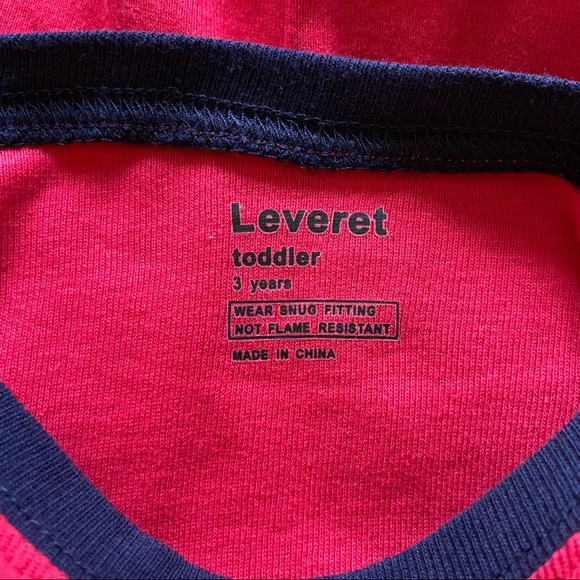 Leveret
toddler
3 years
WEAR SNUG FITTING
NOT FLAME RESISTANT
MADE IN CHINA